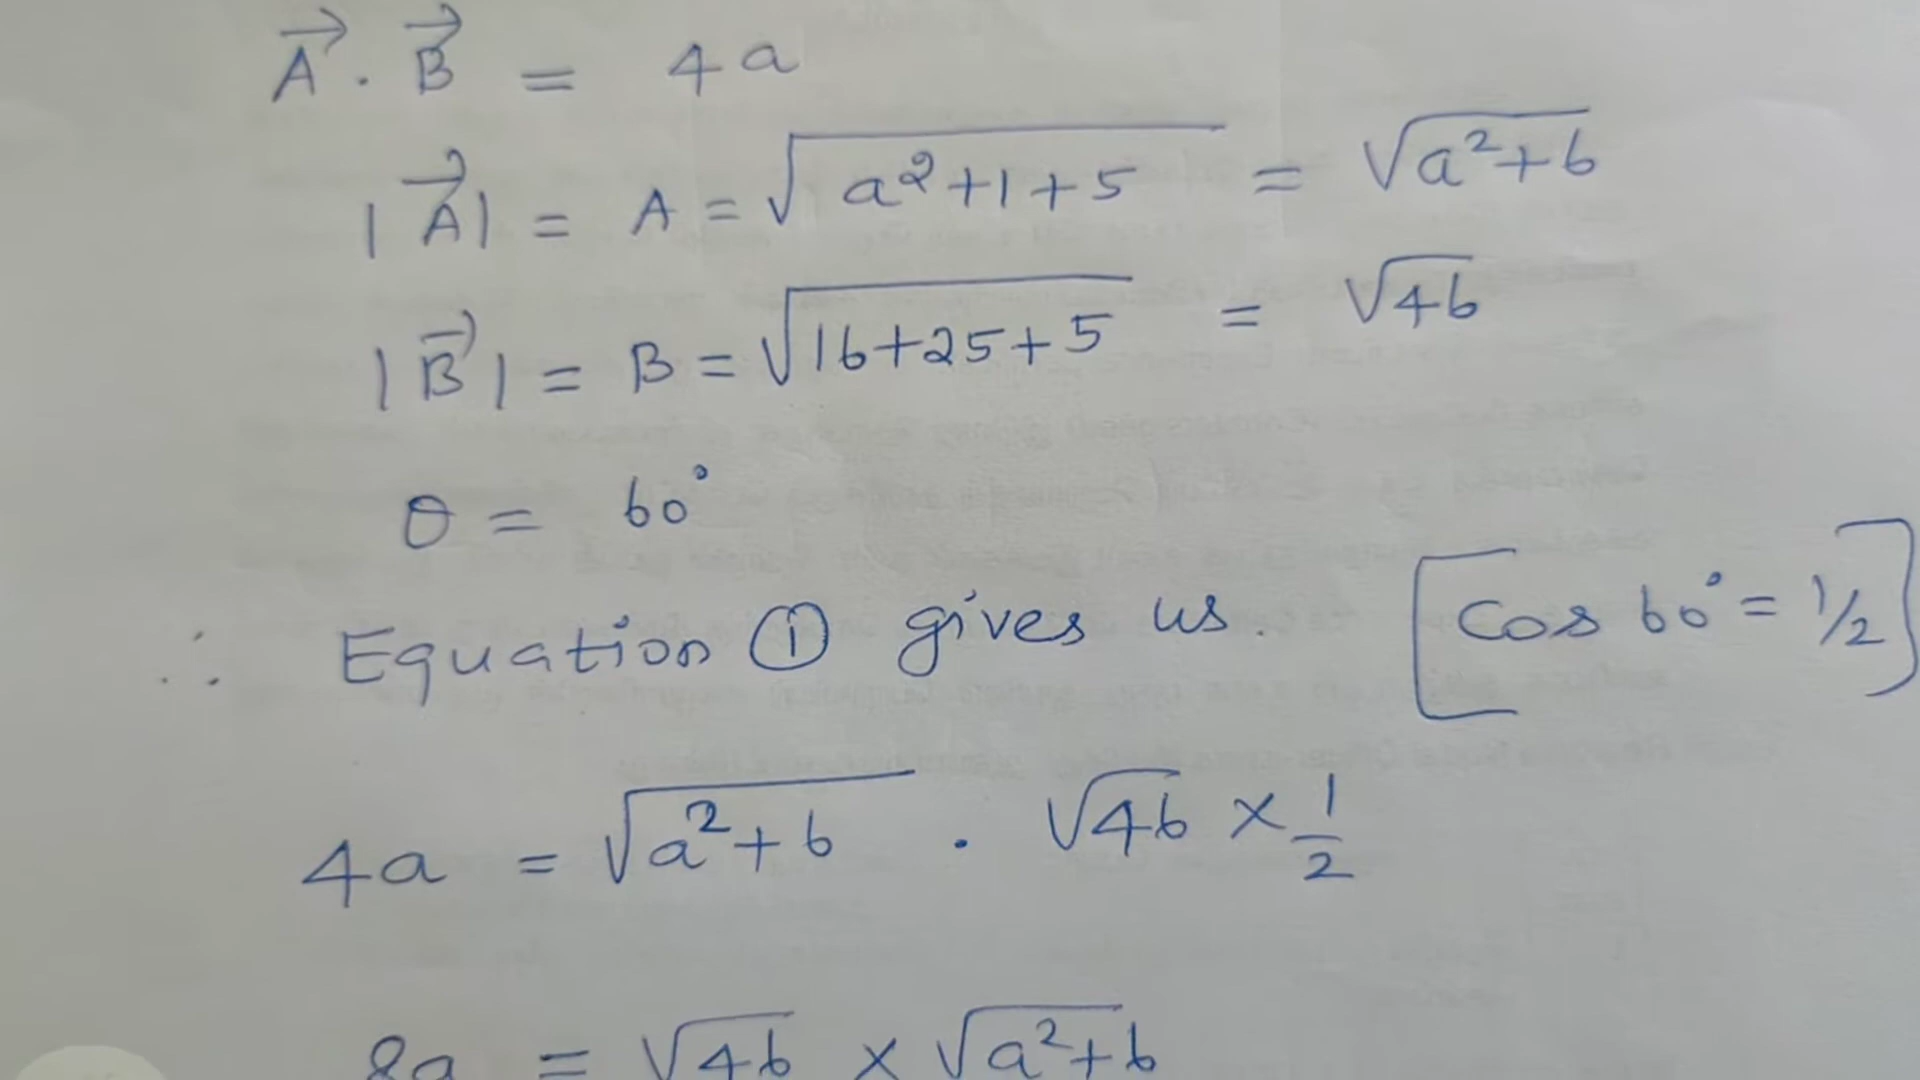 A⃗ . B⃗ = 4a
|A⃗| = A = √(a²+1+5) = √(a²+6)
|B⃗| = B = √(16+25+5) = √46
θ = 60°
∴ Equation ① gives us. [Cos 60° = 1/2]
4a = √(a²+6) . √46 × 1/2
8a = √46 × √(a²+6)